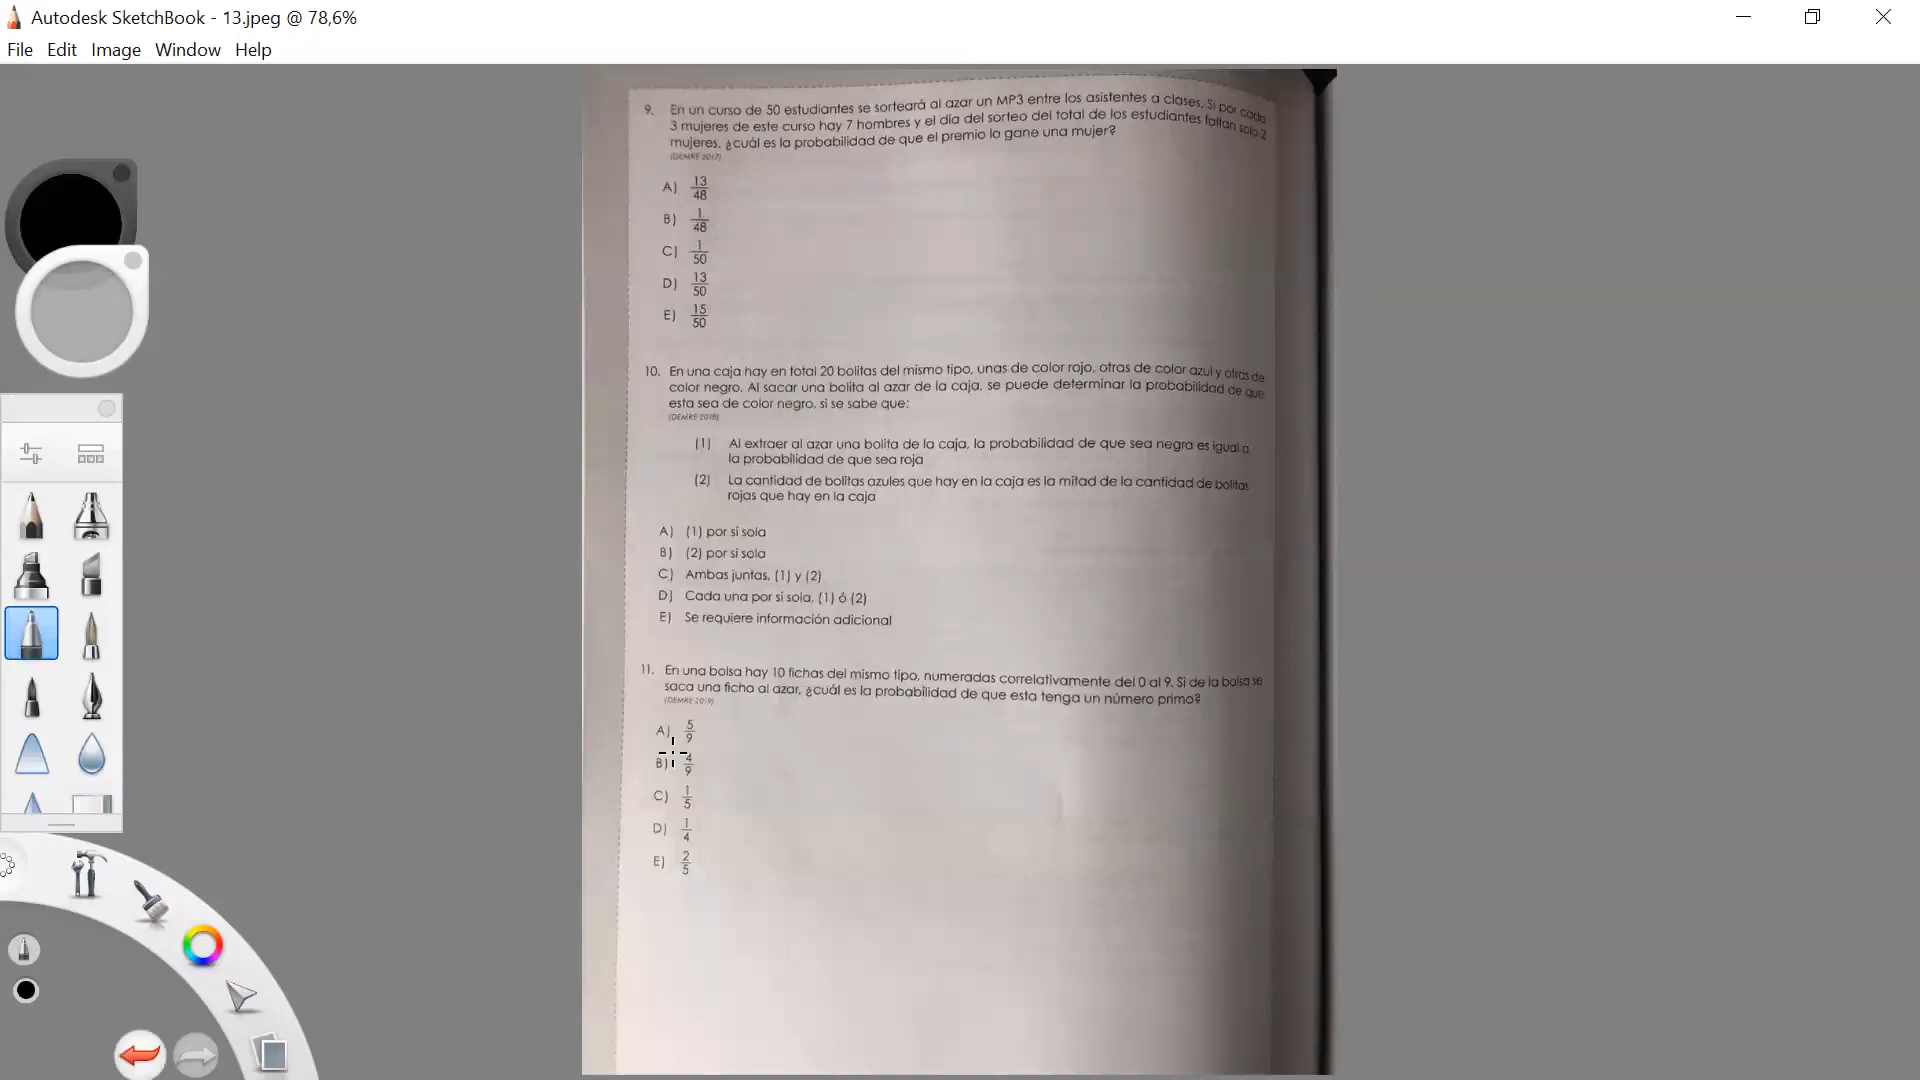 Autodesk SketchBook - 13.jpeg @ 78,6%
File Edit Image Window Help
9. En un curso de 50 estudiantes se sorteará al azar un MP3 entre los asistentes a clases. Si por cada
3 mujeres de este curso hay 7 hombres y el día del sorteo del total de los estudiantes faltan solo 2
mujeres, ¿cuál es la probabilidad de que el premio lo gane una mujer?
(DEMRE 2017)
A) 13/48
B) 1/48
C) 1/50
D) 13/50
E) 15/50
10. En una caja hay en total 20 bolitas del mismo tipo, unas de color rojo, otras de color azul y otras de
color negro. Al sacar una bolita al azar de la caja, se puede determinar la probabilidad de que
esta sea de color negro, si se sabe que:
(DEMRE 2018)
(1) Al extraer al azar una bolita de la caja, la probabilidad de que sea negra es igual a
la probabilidad de que sea roja
(2) La cantidad de bolitas azules que hay en la caja es la mitad de la cantidad de bolitas
rojas que hay en la caja
A) (1) por sí sola
B) (2) por sí sola
C) Ambas juntas, (1) y (2)
D) Cada una por sí sola, (1) ó (2)
E) Se requiere información adicional
11. En una bolsa hay 10 fichas del mismo tipo, numeradas correlativamente del 0 al 9. Si de la bolsa se
saca una ficha al azar, ¿cuál es la probabilidad de que esta tenga un número primo?
(DEMRE 2019)
A) 5/9
B) 4/9
C) 1/5
D) 1/4
E) 2/5